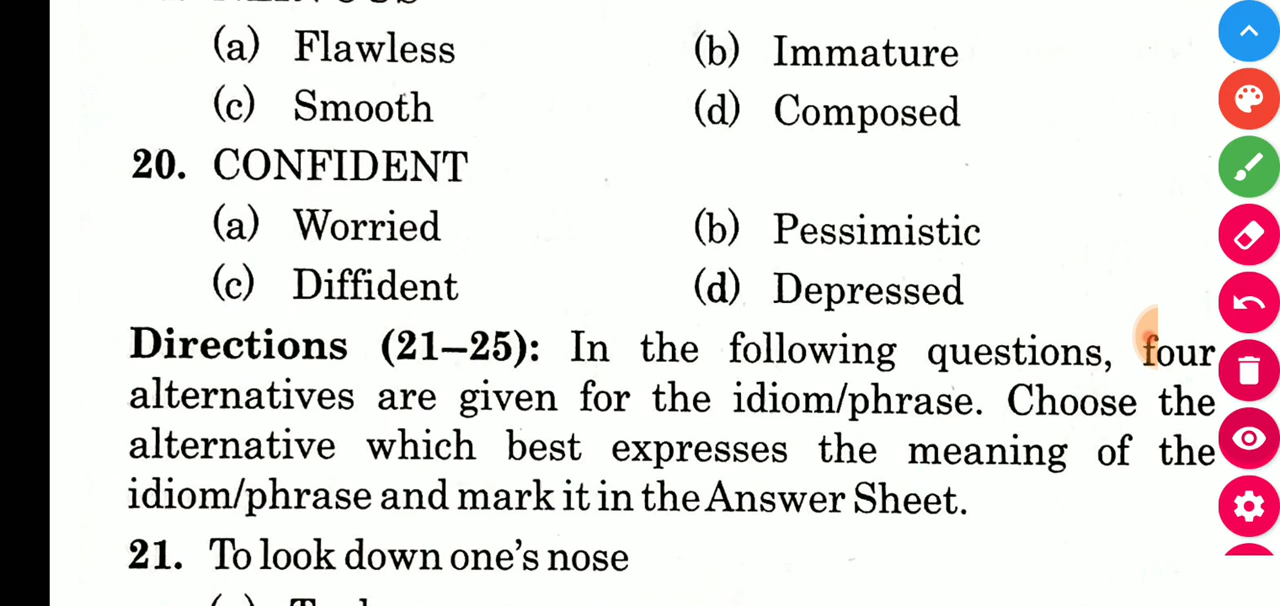 (a) Flawless (b) Immature
(c) Smooth (d) Composed
20. CONFIDENT
(a) Worried (b) Pessimistic
(c) Diffident (d) Depressed
Directions (21–25): In the following questions, four
alternatives are given for the idiom/phrase. Choose the
alternative which best expresses the meaning of the
idiom/phrase and mark it in the Answer Sheet.
21. To look down one's nose